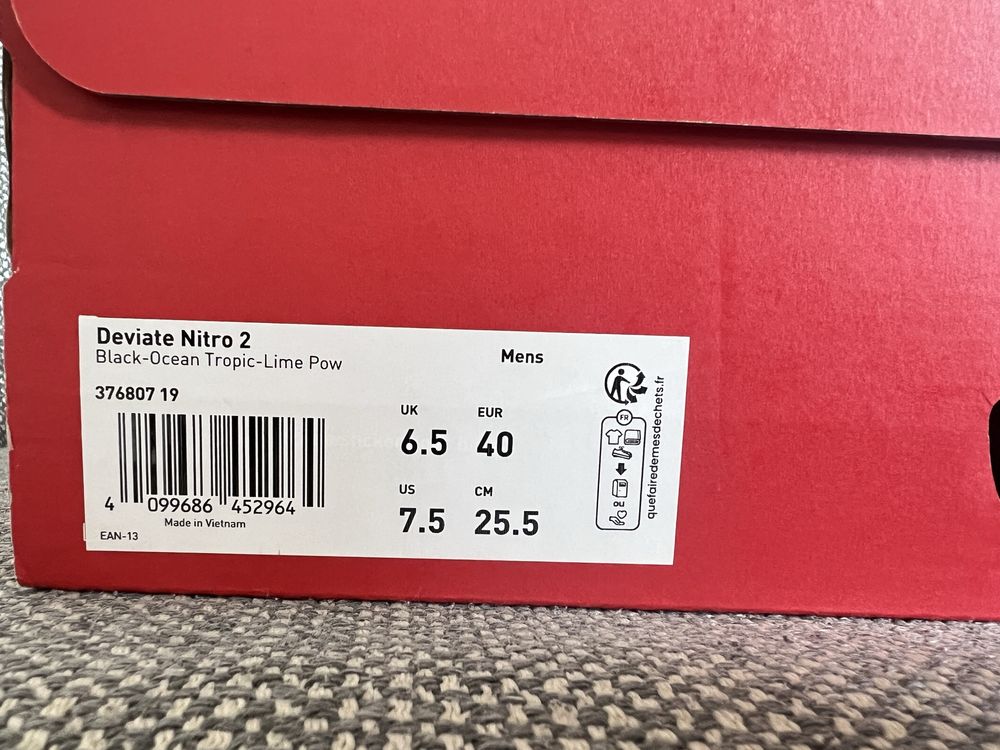 Deviate Nitro 2
Black-Ocean Tropic-Lime Pow
Mens
376807 19
UK
EUR
6.5
40
US
CM
7.5
25.5
4 099686 452964
Made in Vietnam
EAN-13
FR
OU
quefairedemesdechets.fr